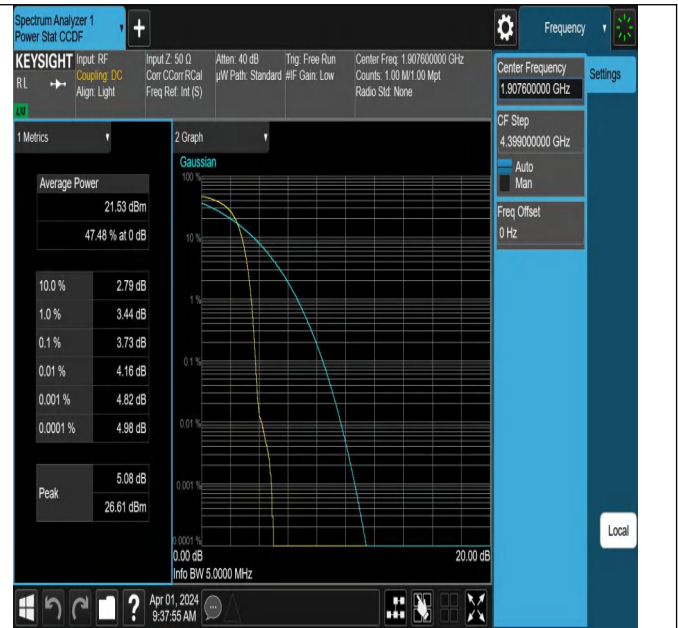 Spectrum Analyzer 1
Power Stat CCDF
Frequency
KEYSIGHT
RL
LXI
Input: RF
Coupling: DC
Align: Light
Input Z: 50 Ω
Corr CCorr RCal
Freq Ref: Int (S)
Atten: 40 dB
µW Path: Standard
Trig: Free Run
#IF Gain: Low
Center Freq: 1.907600000 GHz
Counts: 1.00 M/1.00 Mpt
Radio Std: None
Center Frequency
1.907600000 GHz
Settings
CF Step
4.399000000 GHz
Auto
Man
Freq Offset
0 Hz
1 Metrics
Average Power
21.53 dBm
47.48 % at 0 dB
10.0 % 2.79 dB
1.0 % 3.44 dB
0.1 % 3.73 dB
0.01 % 4.16 dB
0.001 % 4.82 dB
0.0001 % 4.98 dB
Peak
5.08 dB
26.61 dBm
2 Graph
Gaussian
100 %
10 %
1 %
0.1 %
0.01 %
0.001 %
0.0001 %
0.00 dB 20.00 dB
Info BW 5.0000 MHz
Local
?
Apr 01, 2024
9:37:55 AM